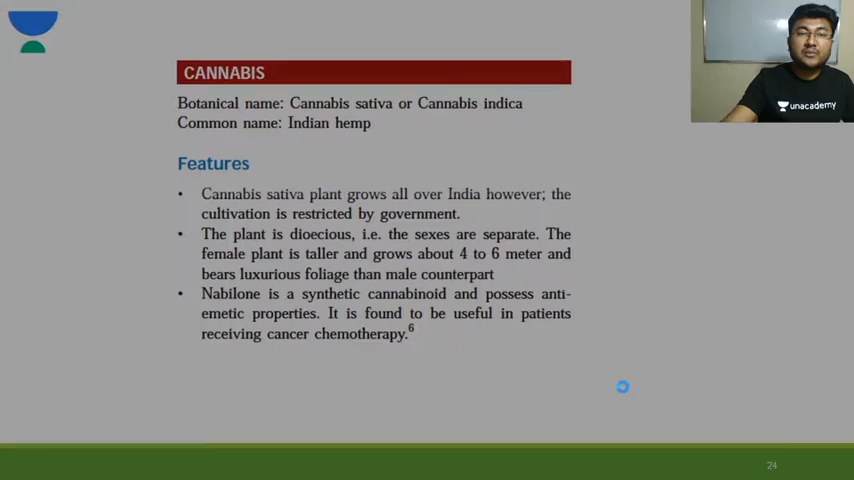 unacademy
CANNABIS
Botanical name: Cannabis sativa or Cannabis indica
Common name: Indian hemp
Features
• Cannabis sativa plant grows all over India however; the
cultivation is restricted by government.
• The plant is dioecious, i.e. the sexes are separate. The
female plant is taller and grows about 4 to 6 meter and
bears luxurious foliage than male counterpart
• Nabilone is a synthetic cannabinoid and possess anti-
emetic properties. It is found to be useful in patients
receiving cancer chemotherapy.6
24